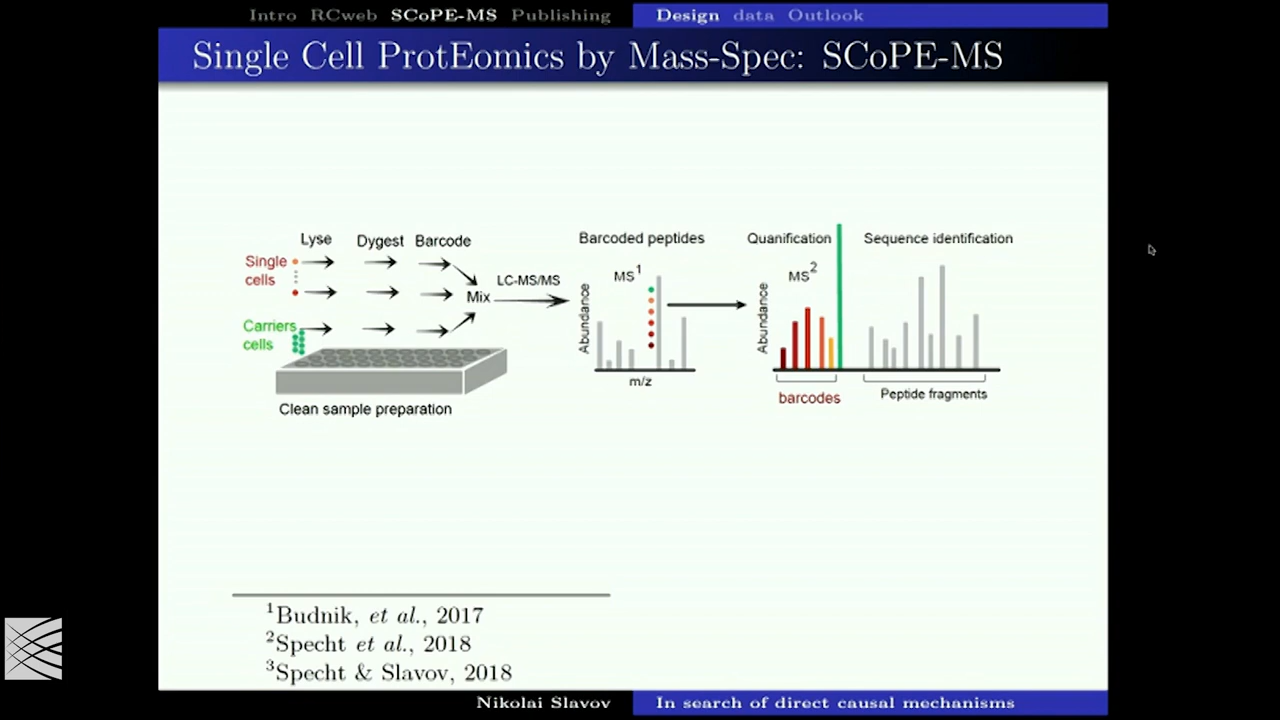 Intro RCweb SCoPE-MS Publishing Design data Outlook
Single Cell ProtEomics by Mass-Spec: SCoPE-MS
Lyse Dygest Barcode
Single cells
Carriers cells
Mix
LC-MS/MS
Clean sample preparation
Barcoded peptides
MS1
Abundance
m/z
Quanification
MS2
Abundance
barcodes
Sequence identification
Peptide fragments
1Budnik, et al., 2017
2Specht et al., 2018
3Specht & Slavov, 2018
Nikolai Slavov In search of direct causal mechanisms